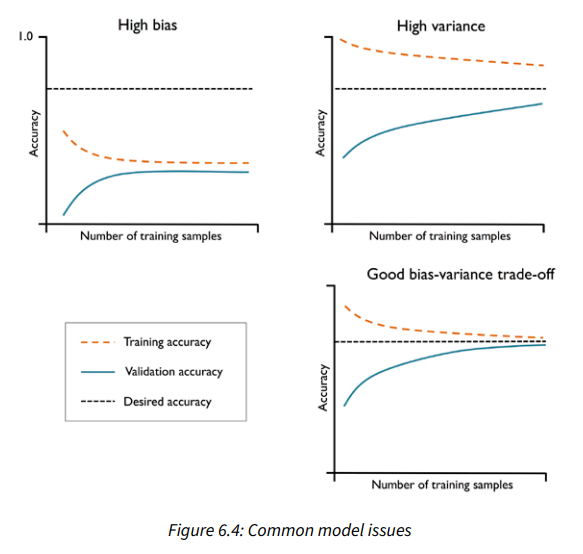 High bias
1.0
Accuracy
Number of training samples
High variance
Accuracy
Number of training samples
Training accuracy
Validation accuracy
Desired accuracy
Good bias-variance trade-off
Accuracy
Number of training samples
Figure 6.4: Common model issues